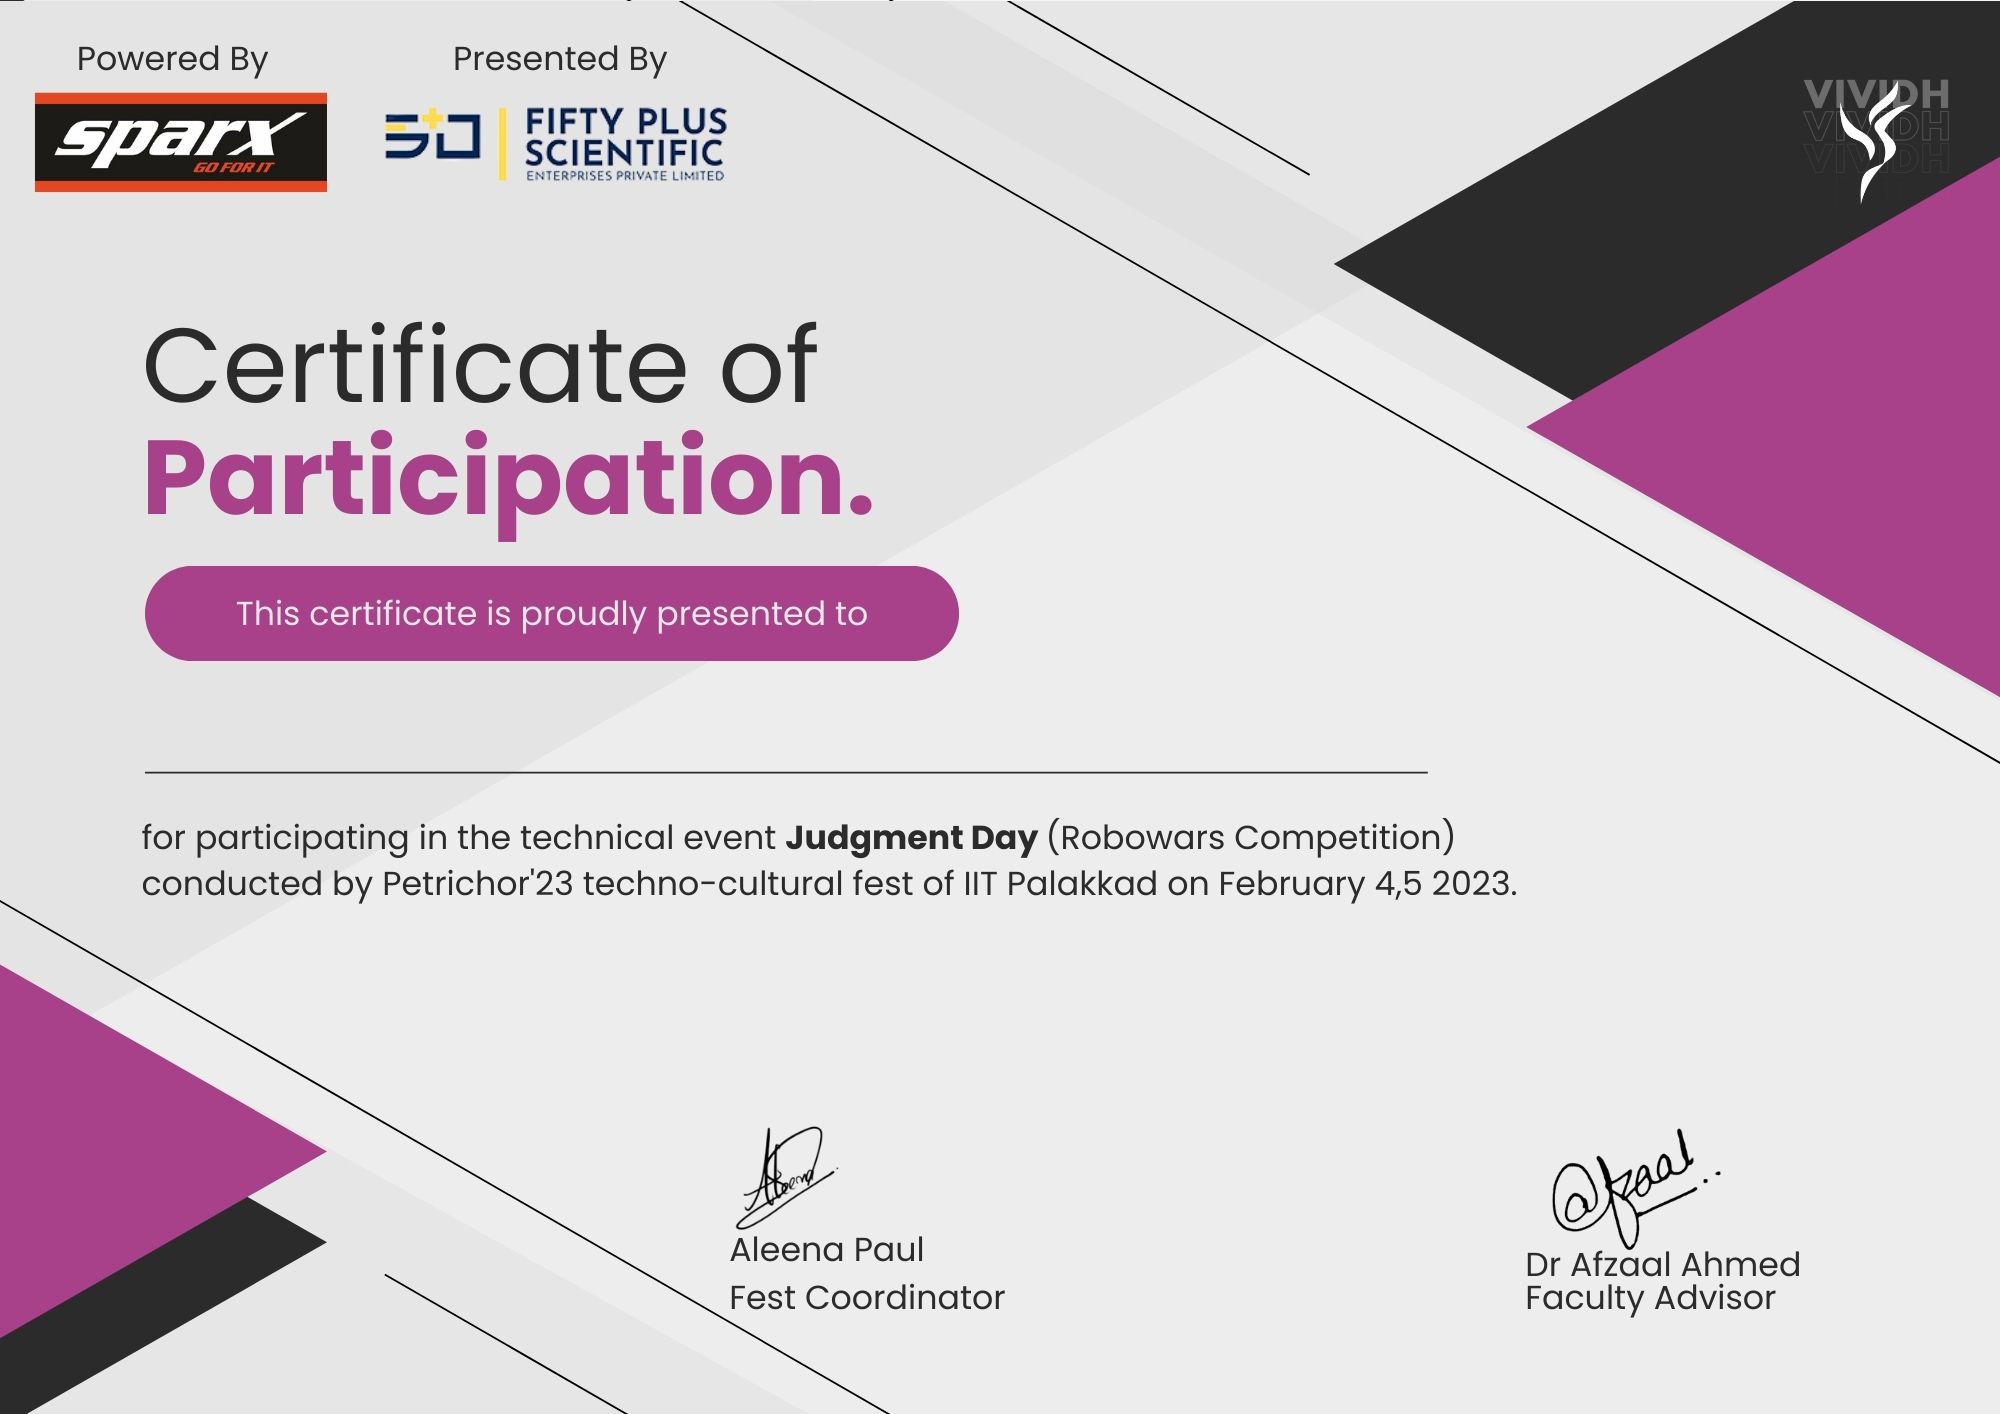 Powered By
Presented By
sparx
GO FOR IT
50
FIFTY PLUS
SCIENTIFIC
ENTERPRISES PRIVATE LIMITED
VIVIDH
VIVIDH
VIVIDH
Certificate of
Participation.
This certificate is proudly presented to
for participating in the technical event Judgment Day (Robowars Competition)
conducted by Petrichor'23 techno-cultural fest of IIT Palakkad on February 4,5 2023.
Aleena
Aleena Paul
Fest Coordinator
afzaal
Dr Afzaal Ahmed
Faculty Advisor